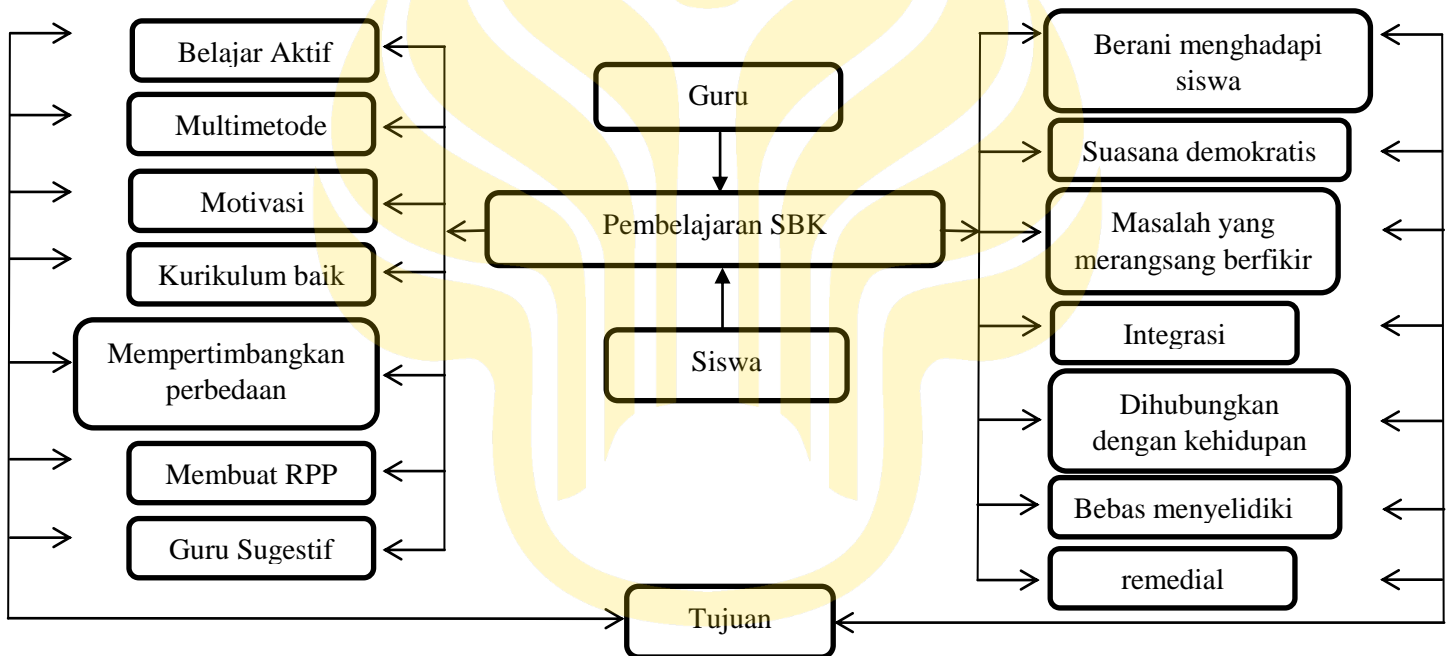 Belajar Aktif
Multimetode
Motivasi
Kurikulum baik
Mempertimbangkan
perbedaan
Membuat RPP
Guru Sugestif
Guru
Pembelajaran SBK
Siswa
Tujuan
Berani menghadapi
siswa
Suasana demokratis
Masalah yang
merangsang berfikir
Integrasi
Dihubungkan
dengan kehidupan
Bebas menyelidiki
remedial